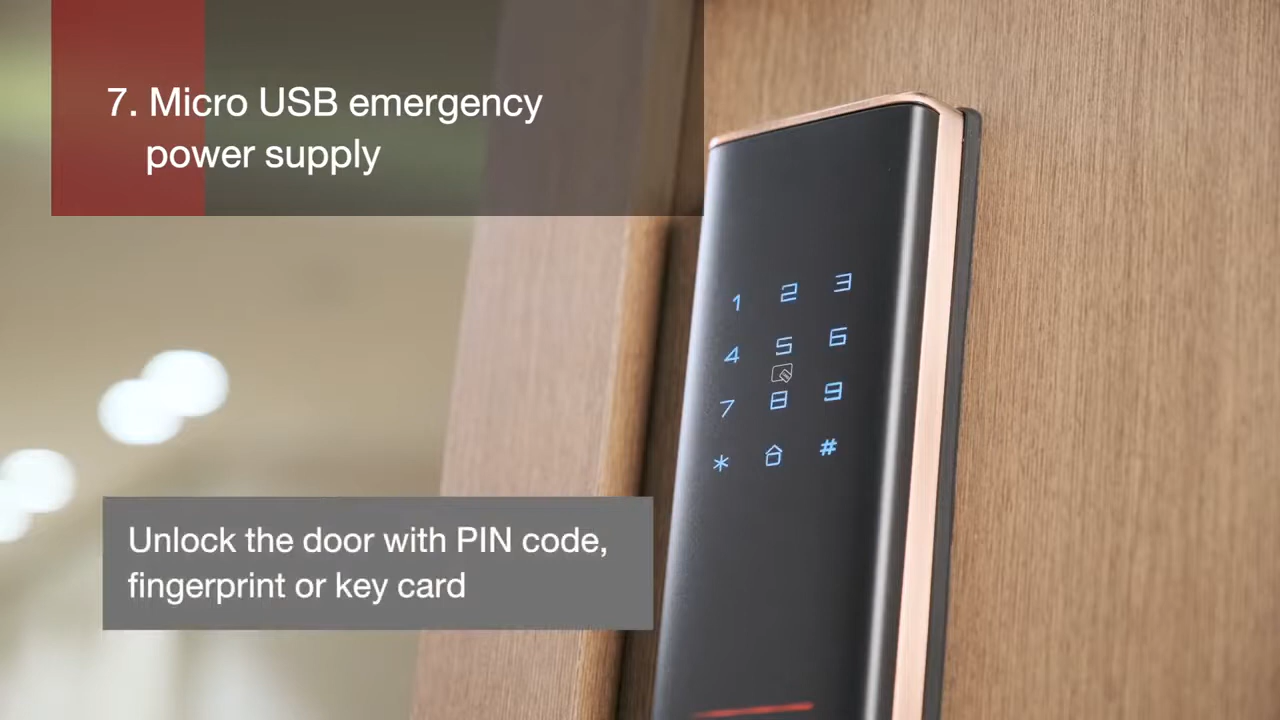 7. Micro USB emergency
power supply
1 2 3
4 5 6
7 8 9
* #
Unlock the door with PIN code,
fingerprint or key card